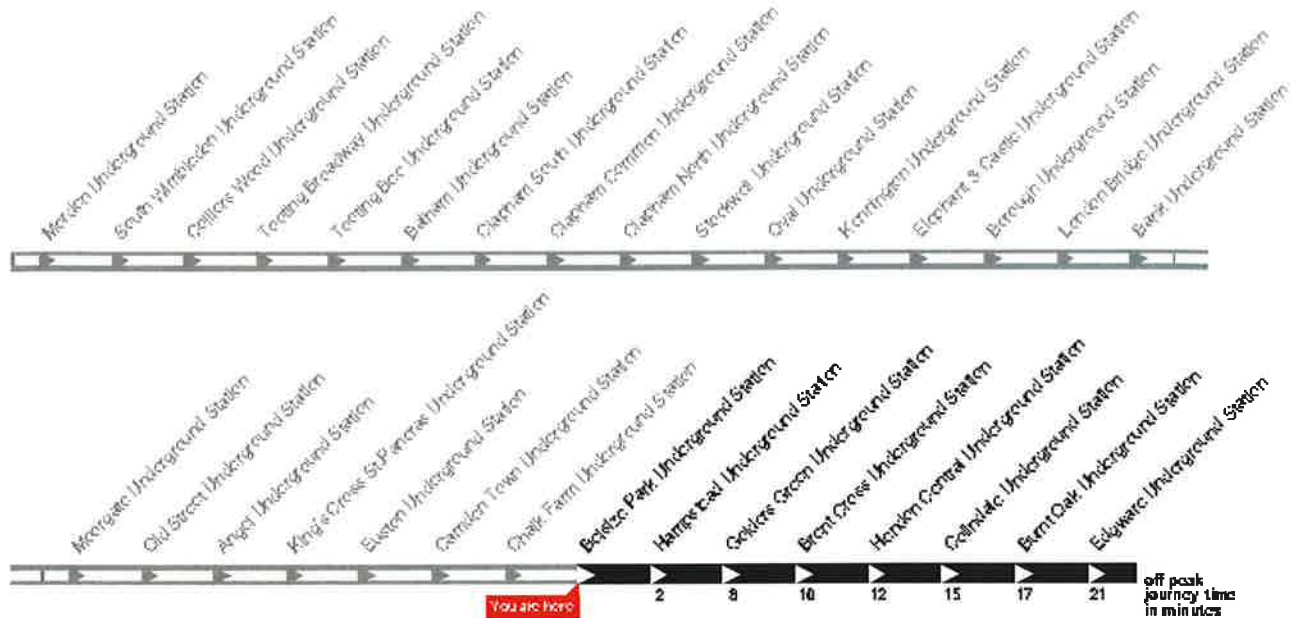 Morden Underground Station
South Wimbledon Underground Station
Colliers Wood Underground Station
Tooting Broadway Underground Station
Tooting Bec Underground Station
Balham Underground Station
Clapham South Underground Station
Clapham Common Underground Station
Clapham North Underground Station
Stockwell Underground Station
Oval Underground Station
Kennington Underground Station
Elephant & Castle Underground Station
Borough Underground Station
London Bridge Underground Station
Bank Underground Station
Moorgate Underground Station
Old Street Underground Station
Angel Underground Station
King's Cross St.Pancras Underground Station
Euston Underground Station
Camden Town Underground Station
Chalk Farm Underground Station
Belsize Park Underground Station
Hampstead Underground Station
Golders Green Underground Station
Brent Cross Underground Station
Hendon Central Underground Station
Colindale Underground Station
Burnt Oak Underground Station
Edgware Underground Station
You are here
2 8 10 12 15 17 21
off peak
journey time
in minutes